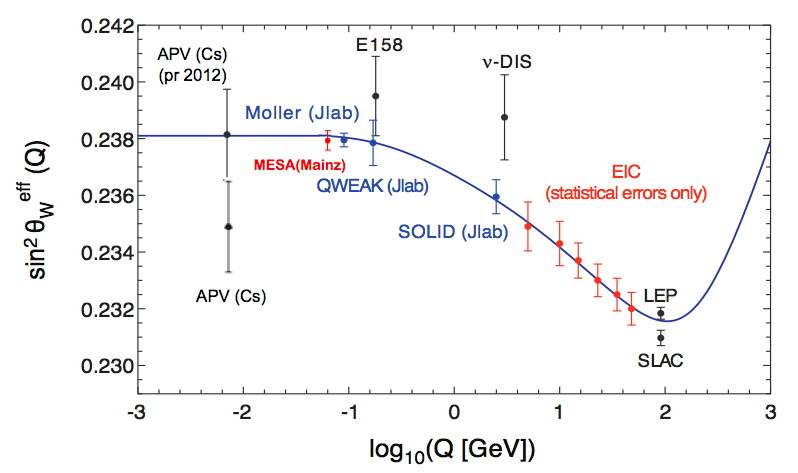 0.242
0.240
0.238
0.236
0.234
0.232
0.230
sin² θ_W^eff (Q)
APV (Cs)
(pr 2012)
E158
ν-DIS
Moller (Jlab)
MESA(Mainz)
QWEAK (Jlab)
EIC
(statistical errors only)
SOLID (Jlab)
APV (Cs)
LEP
SLAC
-3 -2 -1 0 1 2 3
log₁₀(Q [GeV])